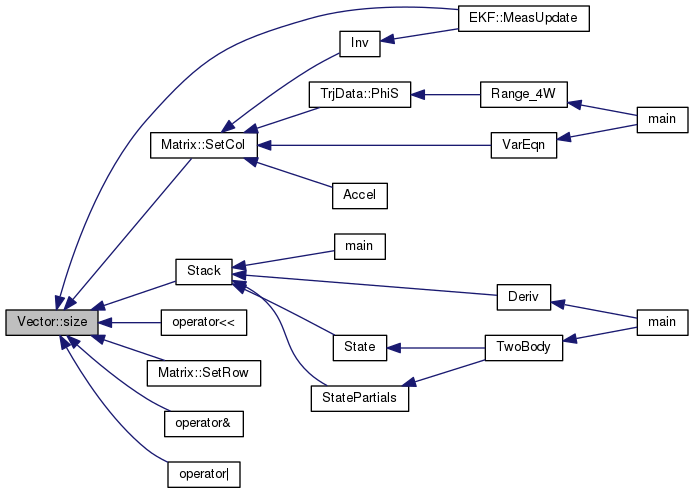 EKF::MeasUpdate
Inv
TrjData::PhiS
Range_4W
main
Matrix::SetCol
VarEqn
Accel
main
Stack
Deriv
Vector::size
operator<<
main
State
TwoBody
Matrix::SetRow
StatePartials
operator&
operator|